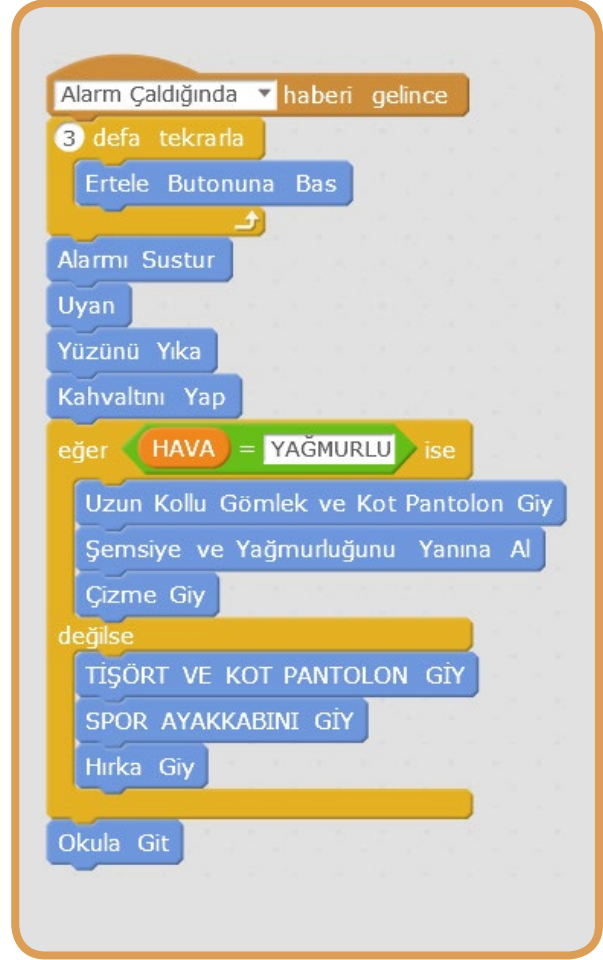 Alarm Çaldığında haberi gelince
3 defa tekrarla
Ertele Butonuna Bas
Alarmı Sustur
Uyan
Yüzünü Yıka
Kahvaltını Yap
eğer HAVA = YAĞMURLU ise
Uzun Kollu Gömlek ve Kot Pantolon Giy
Şemsiye ve Yağmurluğunu Yanına Al
Çizme Giy
değilse
TİŞÖRT VE KOT PANTOLON GİY
SPOR AYAKKABINI GİY
Hırka Giy
Okula Git